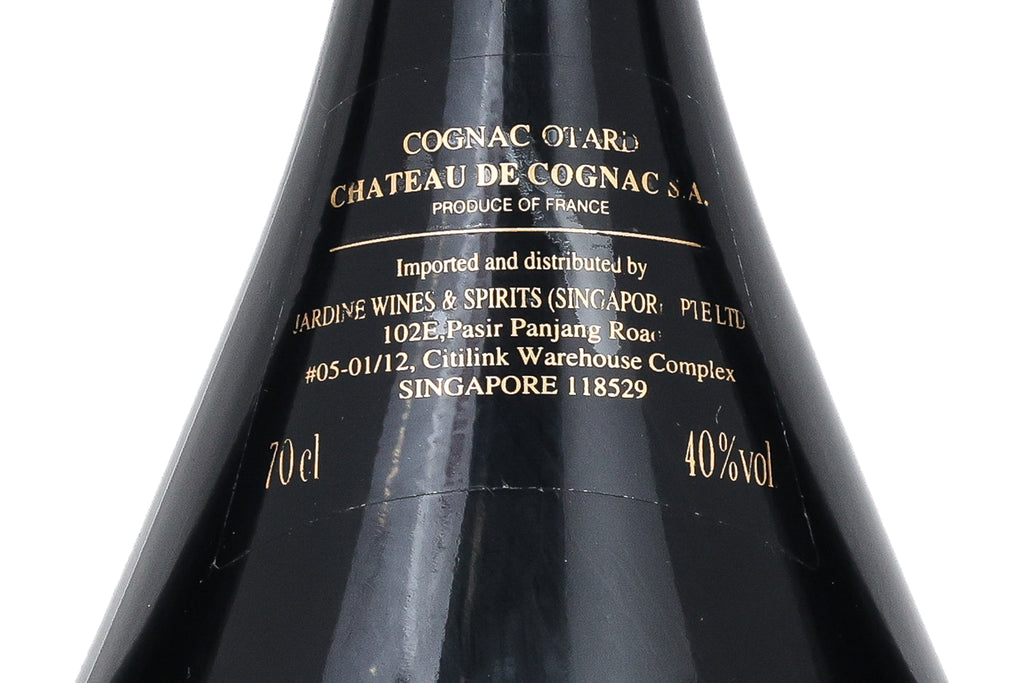 COGNAC OTARD
CHATEAU DE COGNAC S.A.
PRODUCE OF FRANCE
Imported and distributed by
JARDINE WINES & SPIRITS (SINGAPORE PTE LTD
102E,Pasir Panjang Road
#05-01/12, Citilink Warehouse Complex
SINGAPORE 118529
70 cl
40%vol